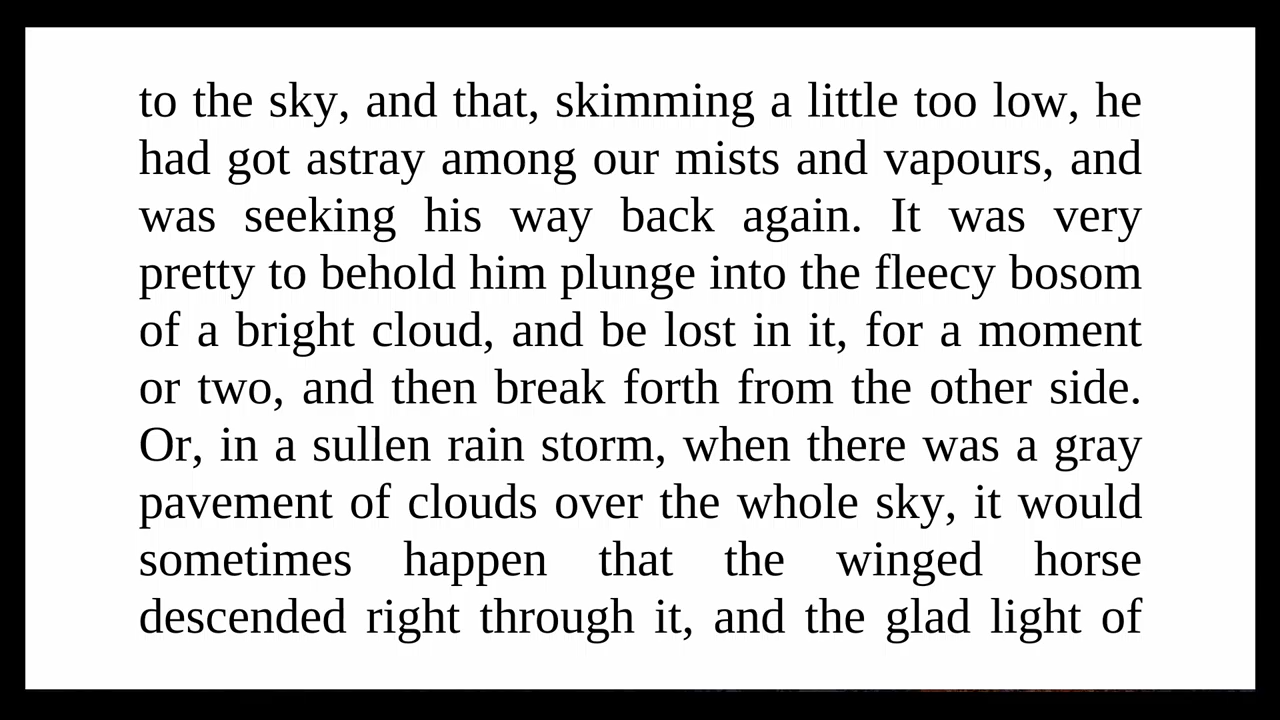 to the sky, and that, skimming a little too low, he
had got astray among our mists and vapours, and
was seeking his way back again. It was very
pretty to behold him plunge into the fleecy bosom
of a bright cloud, and be lost in it, for a moment
or two, and then break forth from the other side.
Or, in a sullen rain storm, when there was a gray
pavement of clouds over the whole sky, it would
sometimes happen that the winged horse
descended right through it, and the glad light of